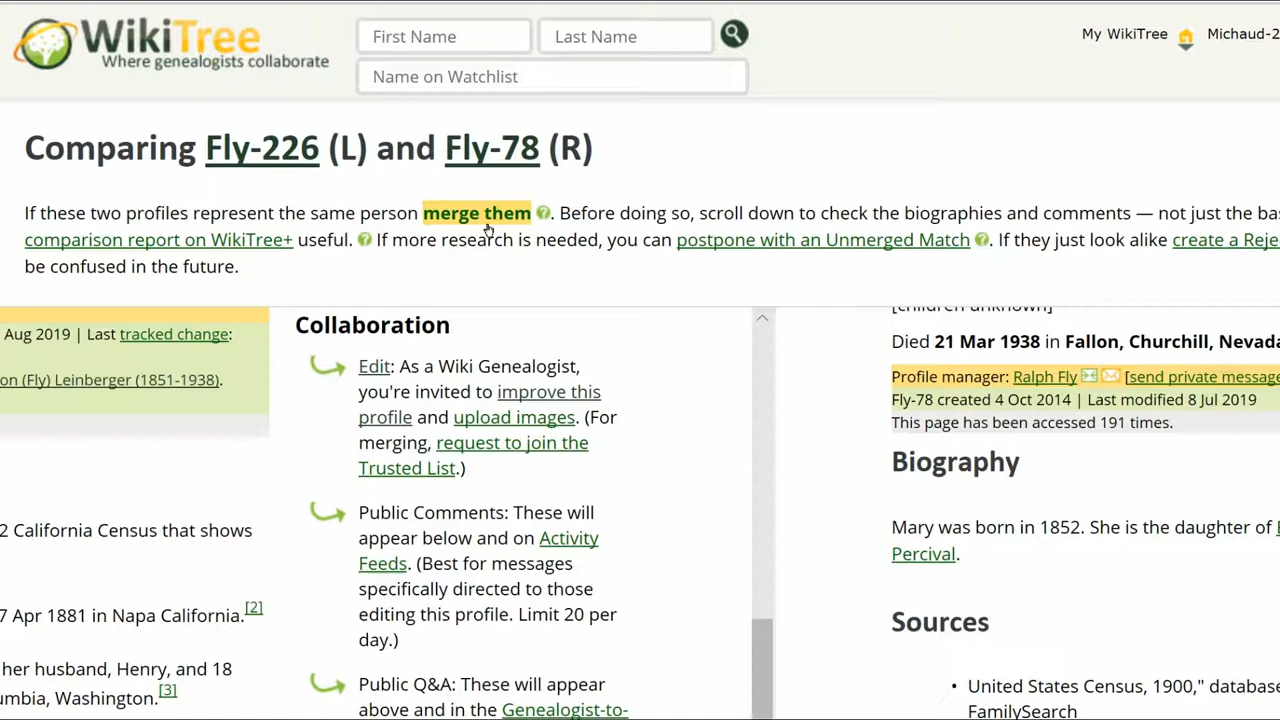 WikiTree
Where genealogists collaborate
First Name
Last Name
Name on Watchlist
My WikiTree
Michaud-2
Comparing Fly-226 (L) and Fly-78 (R)
If these two profiles represent the same person merge them ?. Before doing so, scroll down to check the biographies and comments — not just the ba
comparison report on WikiTree+ useful. ? If more research is needed, you can postpone with an Unmerged Match ?. If they just look alike create a Reje
be confused in the future.
Aug 2019 | Last tracked change:
on (Fly) Leinberger (1851-1938).
2 California Census that shows
7 Apr 1881 in Napa California.[2]
her husband, Henry, and 18
umbia, Washington.[3]
Collaboration
Edit: As a Wiki Genealogist,
you're invited to improve this
profile and upload images. (For
merging, request to join the
Trusted List.)
Public Comments: These will
appear below and on Activity
Feeds. (Best for messages
specifically directed to those
editing this profile. Limit 20 per
day.)
Public Q&A: These will appear
above and in the Genealogist-to-
[children unknown]
Died 21 Mar 1938 in Fallon, Churchill, Nevada
Profile manager: Ralph Fly [send private message
Fly-78 created 4 Oct 2014 | Last modified 8 Jul 2019
This page has been accessed 191 times.
Biography
Mary was born in 1852. She is the daughter of
Percival.
Sources
• United States Census, 1900," database
FamilySearch